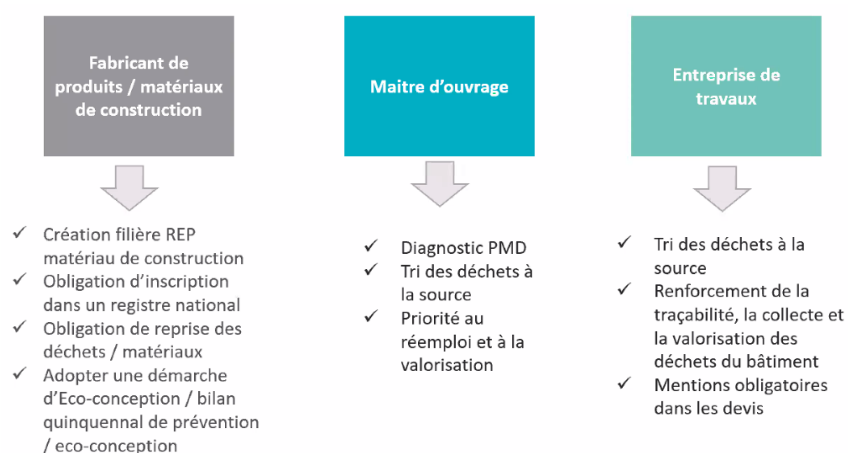 Fabricant de
produits / matériaux
de construction
Création filière REP
matériau de construction
Obligation d'inscription
dans un registre national
Obligation de reprise des
déchets / matériaux
Adopter une démarche
d'Eco-conception / bilan
quinquennal de prévention
/ eco-conception
Maitre d'ouvrage
Diagnostic PMD
Tri des déchets à
la source
Priorité au
réemploi et à la
valorisation
Entreprise de
travaux
Tri des déchets à la
source
Renforcement de la
traçabilité, la collecte et
la valorisation des
déchets du bâtiment
Mentions obligatoires
dans les devis